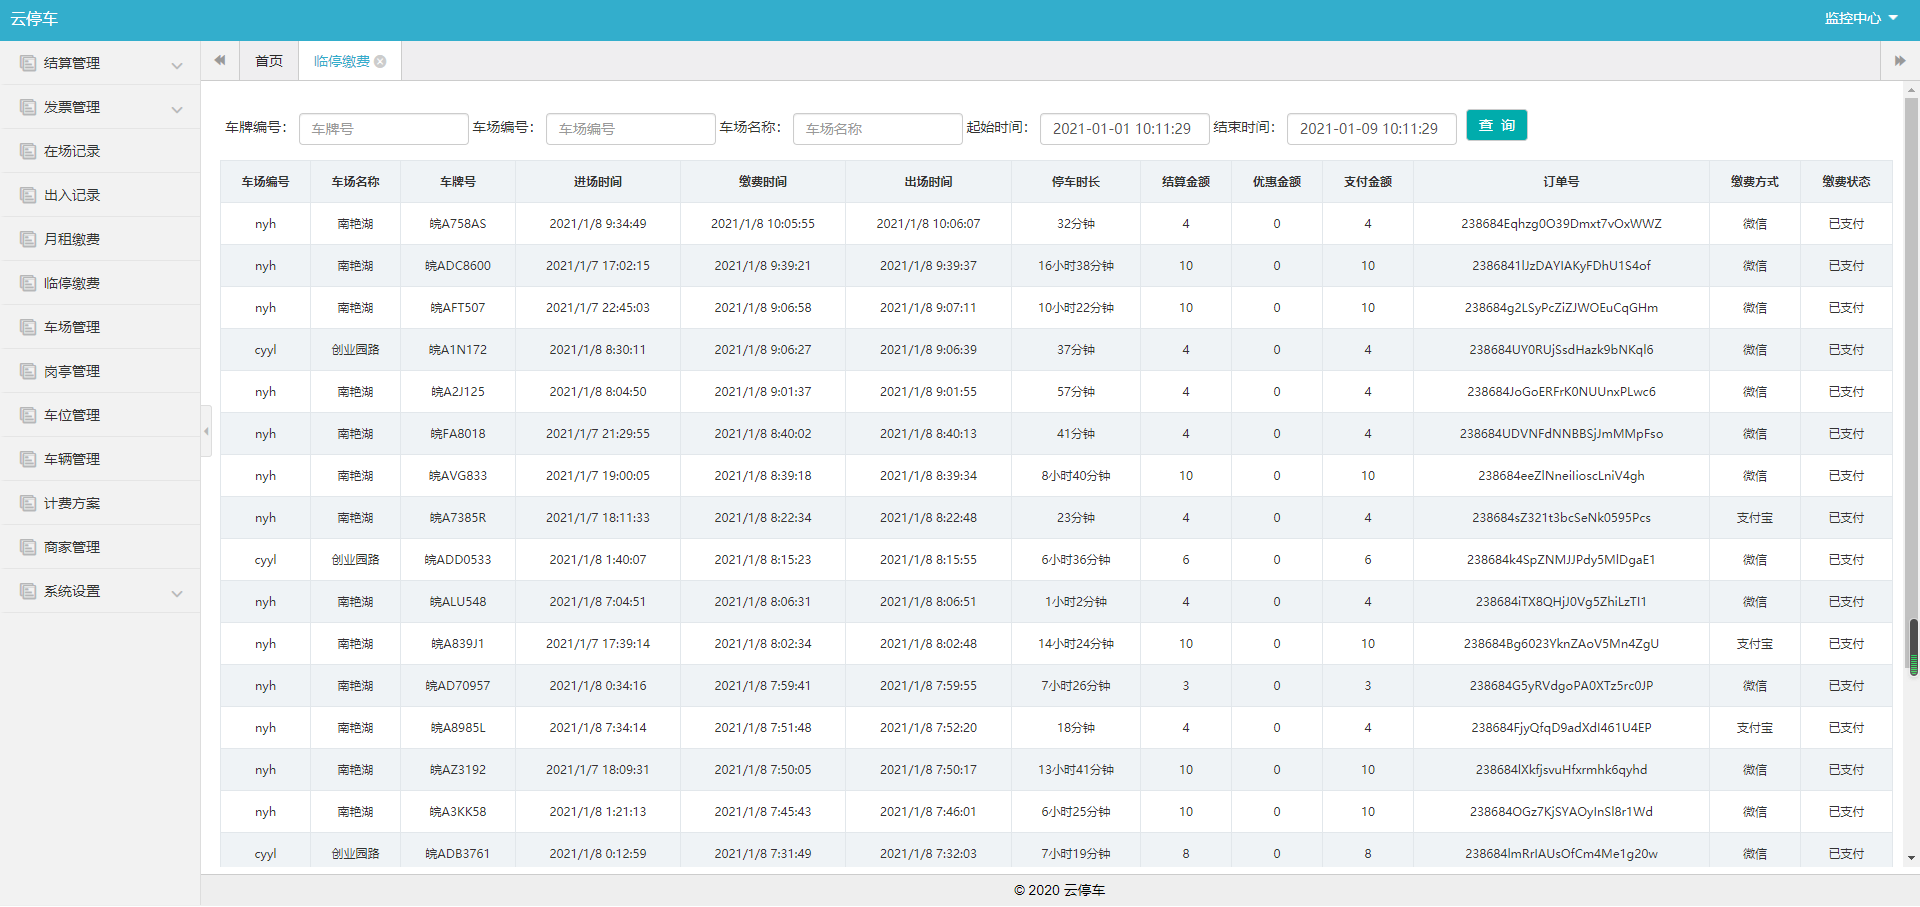 云停车 监控中心
结算管理
发票管理
在场记录
出入记录
月租缴费
临停缴费
车场管理
岗亭管理
车位管理
车辆管理
计费方案
商家管理
系统设置
首页 临停缴费
车牌编号: 车牌号 车场编号: 车场编号 车场名称: 车场名称 起始时间: 2021-01-01 10:11:29 结束时间: 2021-01-09 10:11:29 查 询
车场编号 车场名称 车牌号 进场时间 缴费时间 出场时间 停车时长 结算金额 优惠金额 支付金额 订单号 缴费方式 缴费状态
nyh 南艳湖 皖A758AS 2021/1/8 9:34:49 2021/1/8 10:05:55 2021/1/8 10:06:07 32分钟 4 0 4 238684Eqhzg0O39Dmxt7vOxWWZ 微信 已支付
nyh 南艳湖 皖ADC8600 2021/1/7 17:02:15 2021/1/8 9:39:21 2021/1/8 9:39:37 16小时38分钟 10 0 10 2386841lJzDAYIAKyFDhU1S4of 微信 已支付
nyh 南艳湖 皖AFT507 2021/1/7 22:45:03 2021/1/8 9:06:58 2021/1/8 9:07:11 10小时22分钟 10 0 10 238684g2LSyPcZiZJWOEuCqGHm 微信 已支付
cyyl 创业园路 皖A1N172 2021/1/8 8:30:11 2021/1/8 9:06:27 2021/1/8 9:06:39 37分钟 4 0 4 238684UY0RUjSsdHazk9bNKql6 微信 已支付
nyh 南艳湖 皖A2J125 2021/1/8 8:04:50 2021/1/8 9:01:37 2021/1/8 9:01:55 57分钟 4 0 4 238684JoGoERFrK0NUUnxPLwc6 微信 已支付
nyh 南艳湖 皖FA8018 2021/1/7 21:29:55 2021/1/8 8:40:02 2021/1/8 8:40:13 41分钟 4 0 4 238684UDVNFdNNBBSjJmMMpFso 微信 已支付
nyh 南艳湖 皖AVG833 2021/1/7 19:00:05 2021/1/8 8:39:18 2021/1/8 8:39:34 8小时40分钟 10 0 10 238684eeZlNneiIioscLniV4gh 微信 已支付
nyh 南艳湖 皖A7385R 2021/1/7 18:11:33 2021/1/8 8:22:34 2021/1/8 8:22:48 23分钟 4 0 4 238684sZ321t3bcSeNk0595Pcs 支付宝 已支付
cyyl 创业园路 皖ADD0533 2021/1/8 1:40:07 2021/1/8 8:15:23 2021/1/8 8:15:55 6小时36分钟 6 0 6 238684k4SpZNMJJPdy5MlDgaE1 微信 已支付
nyh 南艳湖 皖ALU548 2021/1/8 7:04:51 2021/1/8 8:06:31 2021/1/8 8:06:51 1小时2分钟 4 0 4 238684iTX8QHjJ0Vg5ZhiLzTI1 微信 已支付
nyh 南艳湖 皖A839J1 2021/1/7 17:39:14 2021/1/8 8:02:34 2021/1/8 8:02:48 14小时24分钟 10 0 10 238684Bg6023YknZAoV5Mn4ZgU 支付宝 已支付
nyh 南艳湖 皖AD70957 2021/1/8 0:34:16 2021/1/8 7:59:41 2021/1/8 7:59:55 7小时26分钟 3 0 3 238684G5yRVdgoPA0XTz5rc0JP 微信 已支付
nyh 南艳湖 皖A8985L 2021/1/8 7:34:14 2021/1/8 7:51:48 2021/1/8 7:52:20 18分钟 4 0 4 238684FjyQfqD9adXdI461U4EP 支付宝 已支付
nyh 南艳湖 皖AZ3192 2021/1/7 18:09:31 2021/1/8 7:50:05 2021/1/8 7:50:17 13小时41分钟 10 0 10 238684lXkfjsvuHfxrmhk6qyhd 微信 已支付
nyh 南艳湖 皖A3KK58 2021/1/8 1:21:13 2021/1/8 7:45:43 2021/1/8 7:46:01 6小时25分钟 10 0 10 238684OGz7KjSYAOyInSl8r1Wd 微信 已支付
cyyl 创业园路 皖ADB3761 2021/1/8 0:12:59 2021/1/8 7:31:49 2021/1/8 7:32:03 7小时19分钟 8 0 8 238684lmRrIAUsOfCm4Me1g20w 微信 已支付
© 2020 云停车